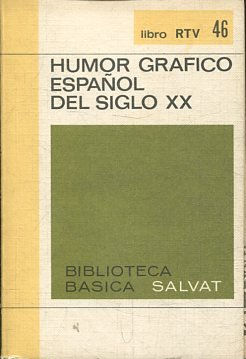 libro RTV 46
HUMOR GRAFICO
ESPAÑOL
DEL SIGLO XX
BIBLIOTECA
BASICA SALVAT